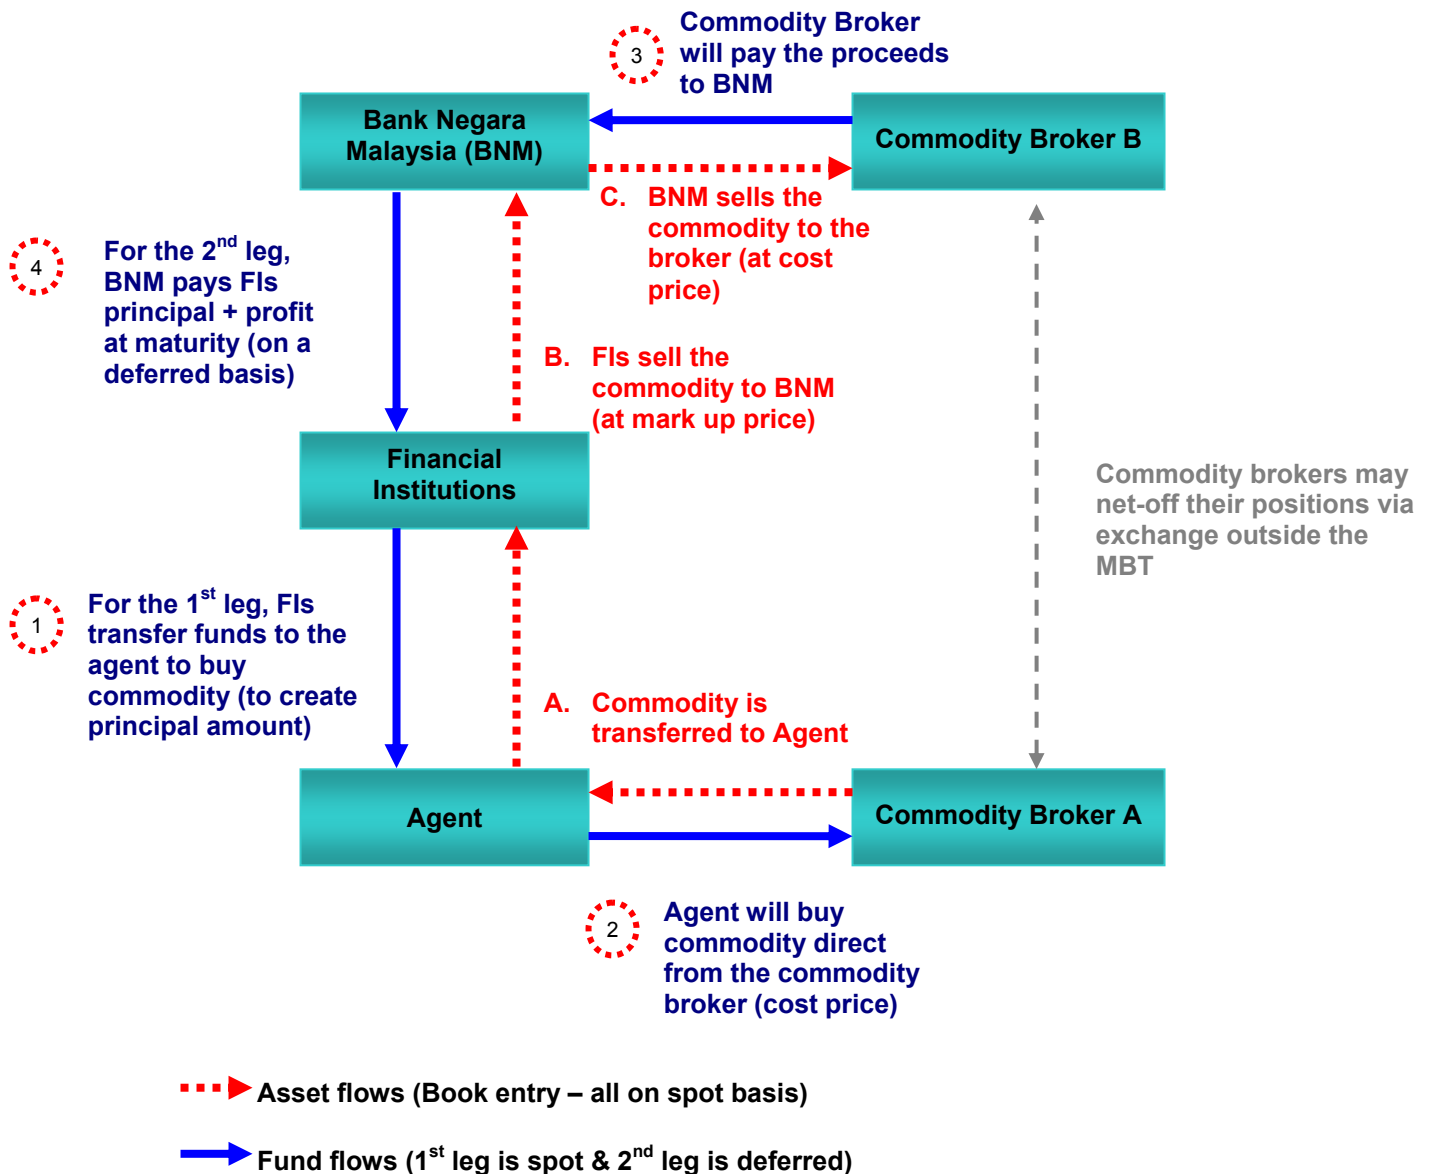 Commodity Broker
will pay the proceeds
to BNM
3
Bank Negara
Malaysia (BNM)
Commodity Broker B
C. BNM sells the
commodity to the
broker (at cost
price)
4
For the 2nd leg,
BNM pays FIs
principal + profit
at maturity (on a
deferred basis)
B. FIs sell the
commodity to BNM
(at mark up price)
Financial
Institutions
Commodity brokers may
net-off their positions via
exchange outside the
MBT
1
For the 1st leg, FIs
transfer funds to the
agent to buy
commodity (to create
principal amount)
A. Commodity is
transferred to Agent
Agent
Commodity Broker A
2
Agent will buy
commodity direct
from the commodity
broker (cost price)
Asset flows (Book entry – all on spot basis)
Fund flows (1st leg is spot & 2nd leg is deferred)